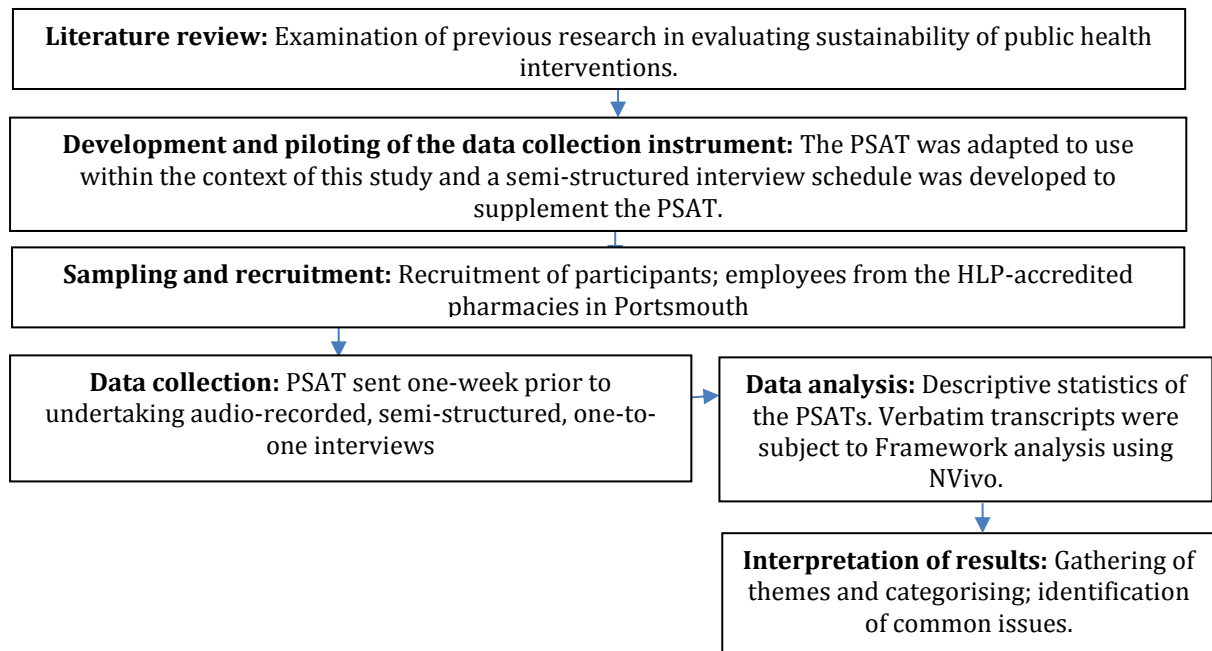 Literature review: Examination of previous research in evaluating sustainability of public health
interventions.
Development and piloting of the data collection instrument: The PSAT was adapted to use
within the context of this study and a semi-structured interview schedule was developed to
supplement the PSAT.
Sampling and recruitment: Recruitment of participants; employees from the HLP-accredited
pharmacies in Portsmouth
Data collection: PSAT sent one-week prior to
undertaking audio-recorded, semi-structured, one-to-
one interviews
Data analysis: Descriptive statistics of
the PSATs. Verbatim transcripts were
subject to Framework analysis using
NVivo.
Interpretation of results: Gathering of
themes and categorising; identification
of common issues.